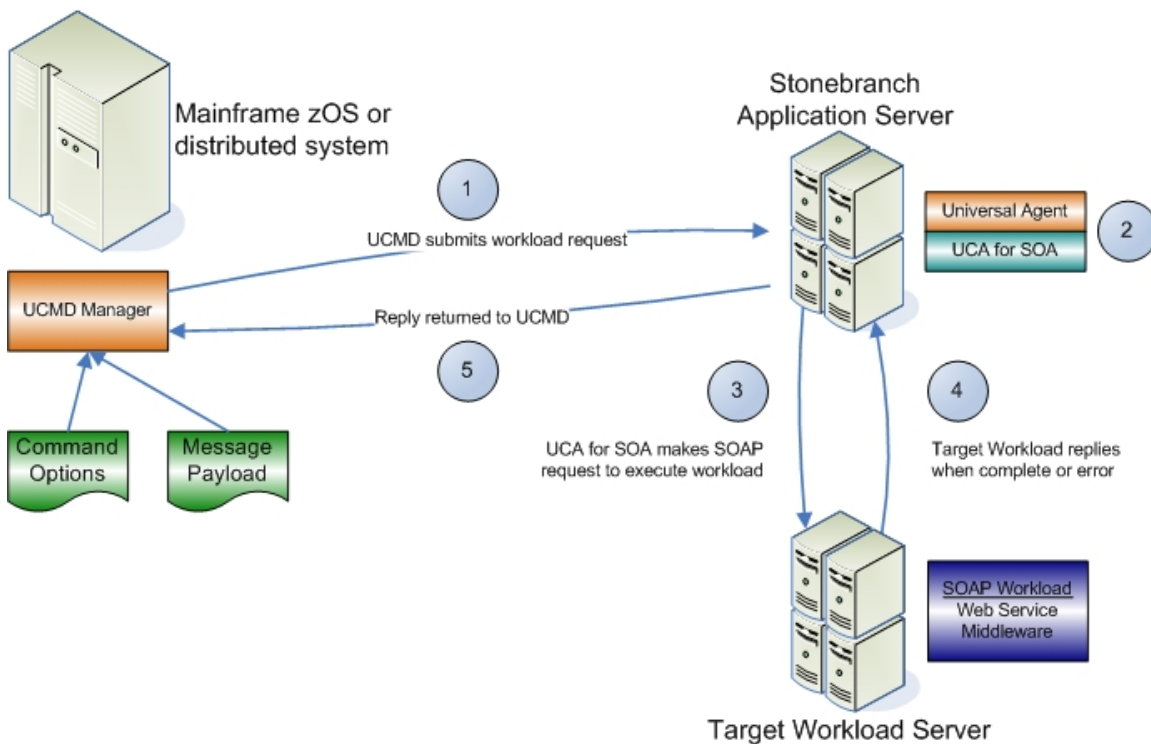 Mainframe zOS or
distributed system
Stonebranch
Application Server
1
UCMD submits workload request
Universal Agent
UCA for SOA
2
UCMD Manager
Reply returned to UCMD
5
3
4
Command
Options
Message
Payload
UCA for SOA makes SOAP
request to execute workload
Target Workload replies
when complete or error
SOAP Workload
Web Service
Middleware
Target Workload Server